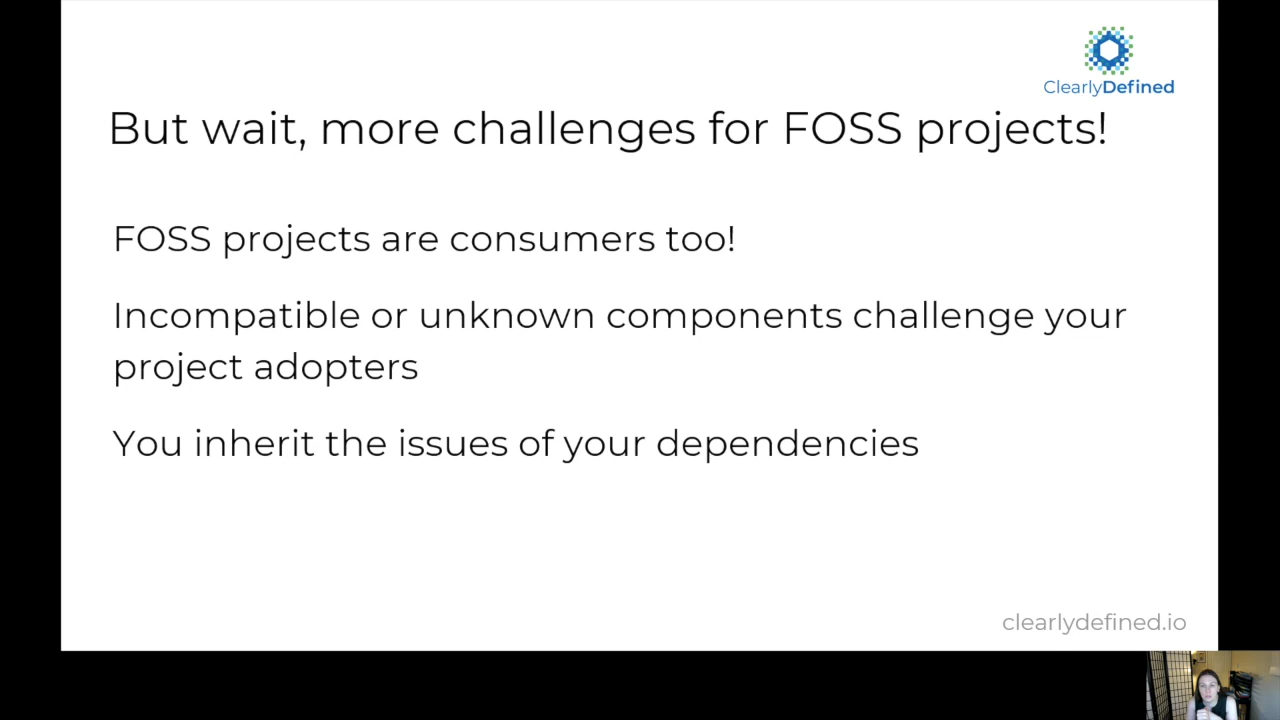 ClearlyDefined
But wait, more challenges for FOSS projects!
FOSS projects are consumers too!
Incompatible or unknown components challenge your
project adopters
You inherit the issues of your dependencies
clearlydefined.io